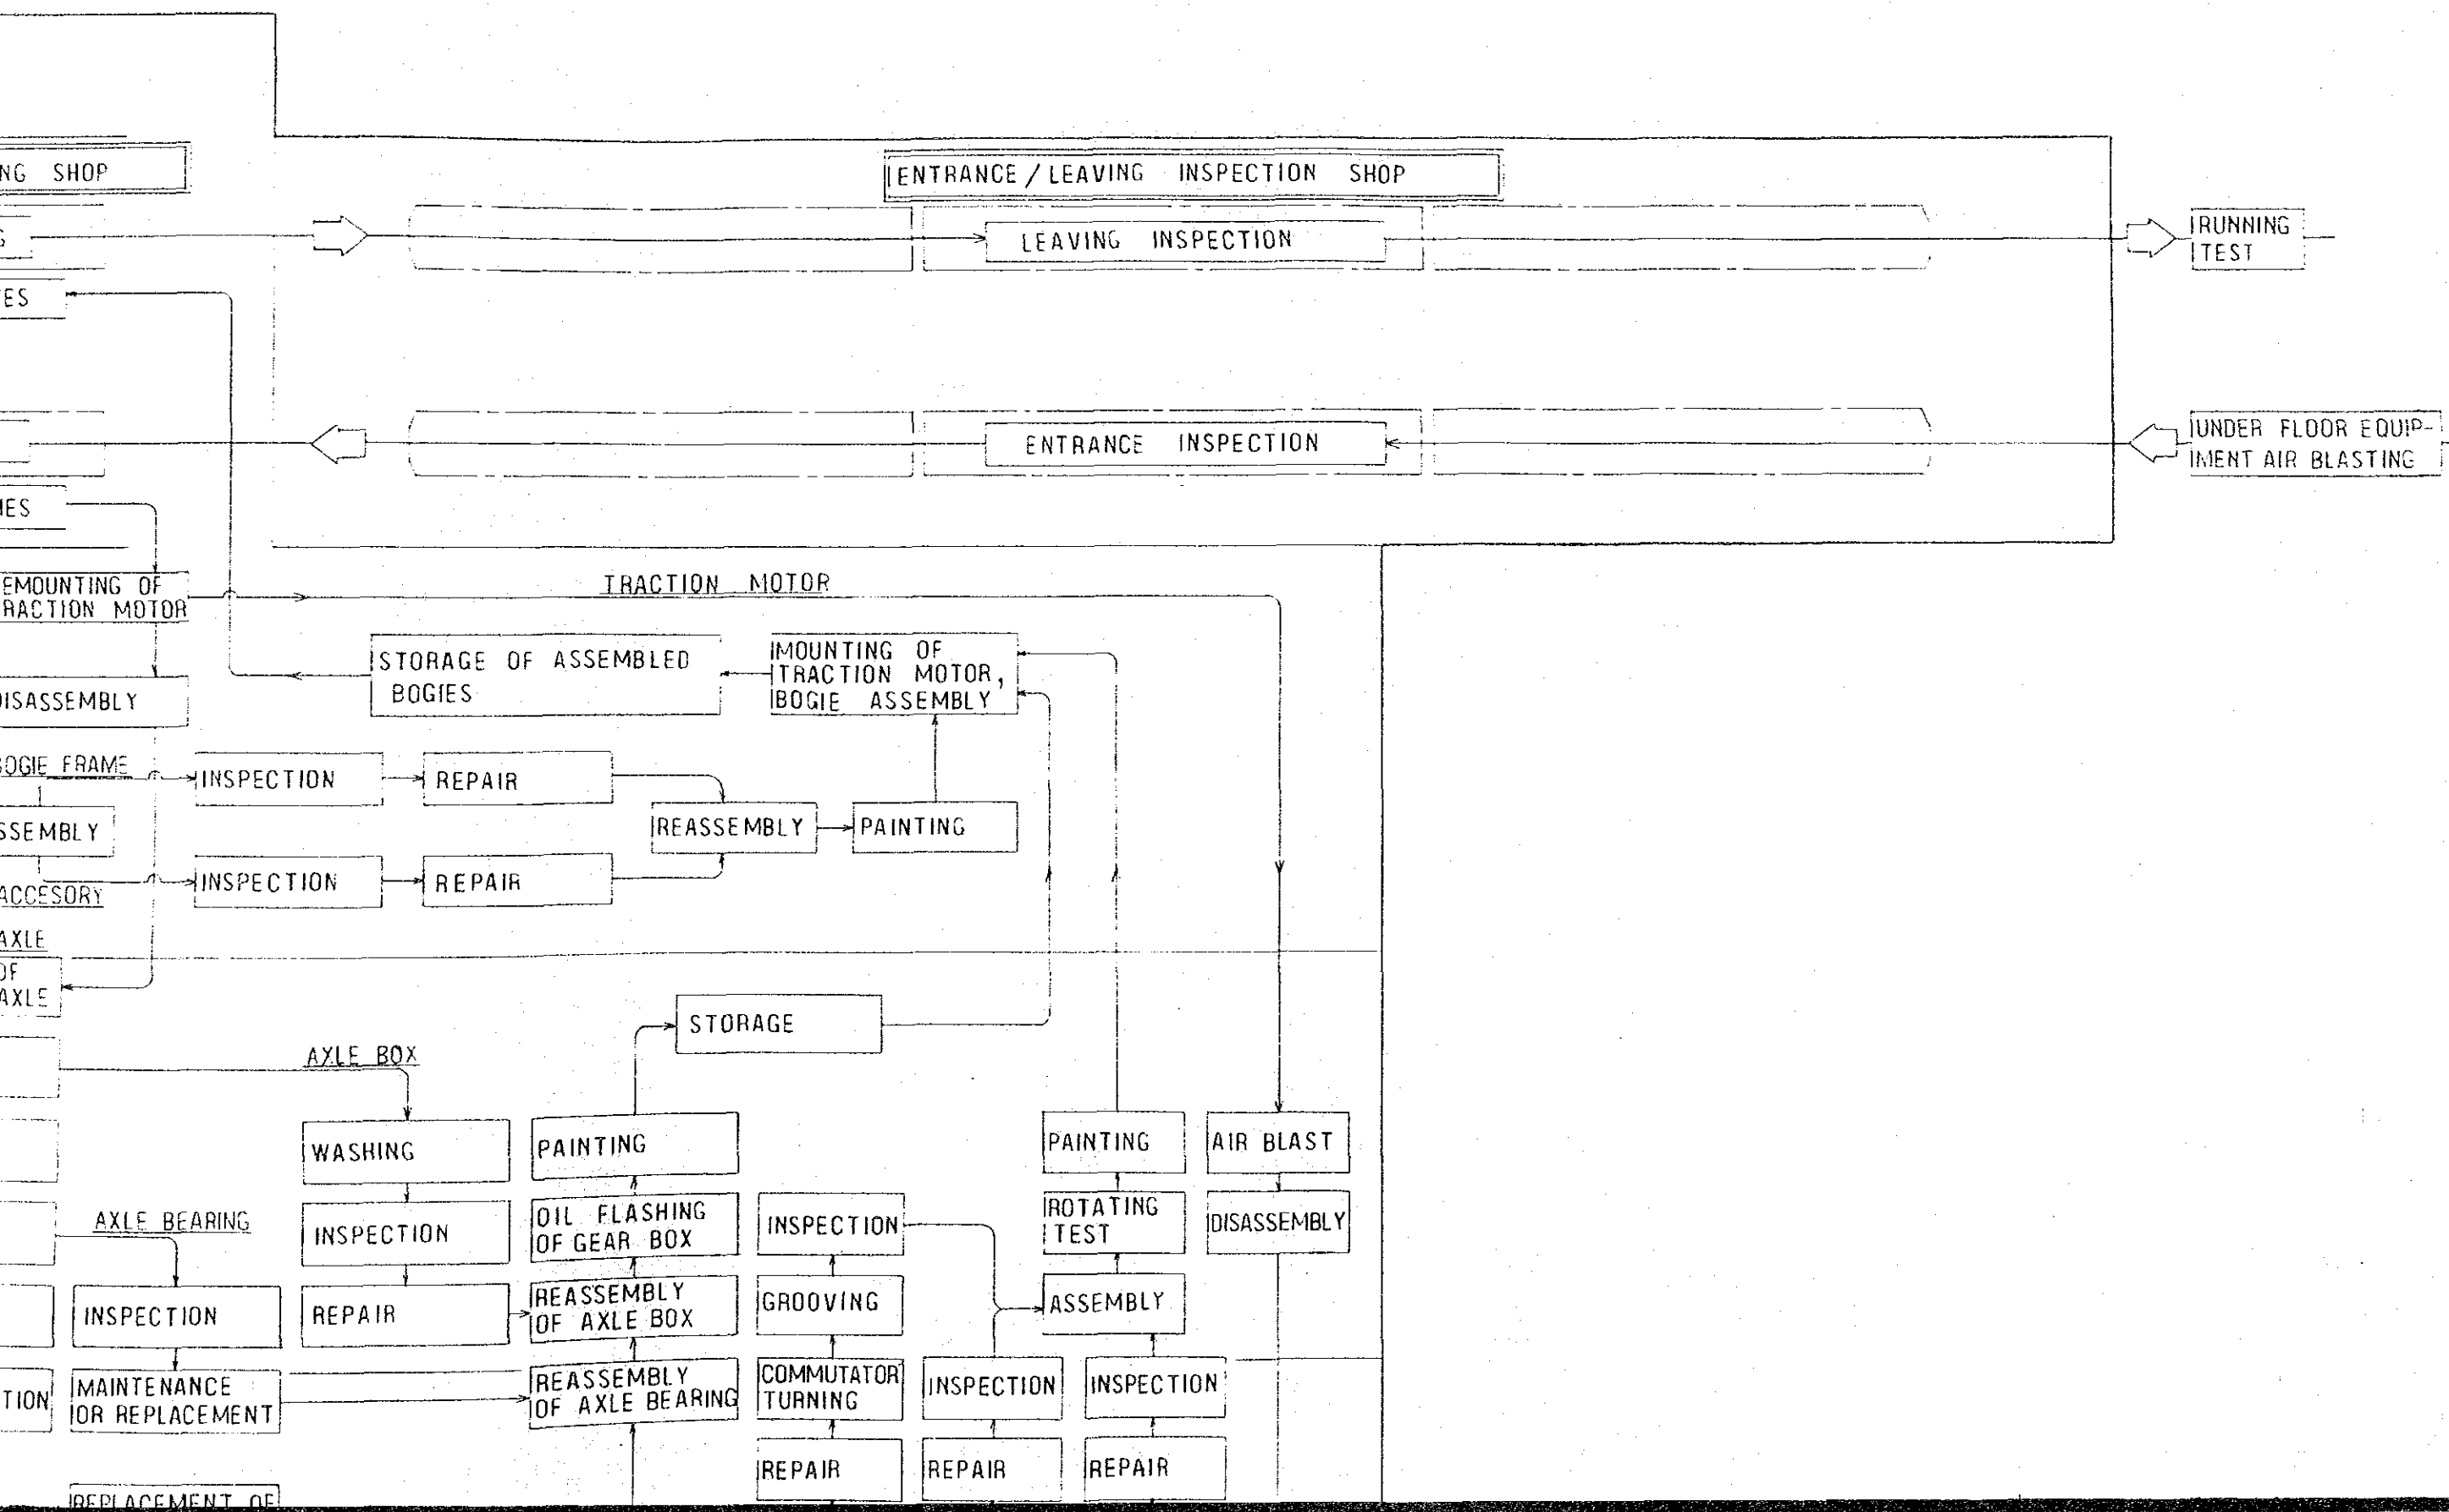 NG SHOP
ENTRANCE / LEAVING INSPECTION SHOP
LEAVING INSPECTION
RUNNING
TEST
ES
ENTRANCE INSPECTION
UNDER FLOOR EQUIP-
MENT AIR BLASTING
IES
EMOUNTING OF
RACTION MOTOR
TRACTION MOTOR
STORAGE OF ASSEMBLED
BOGIES
MOUNTING OF
TRACTION MOTOR,
BOGIE ASSEMBLY
DISASSEMBLY
BOGIE FRAME
INSPECTION
REPAIR
SSEMBLY
REASSEMBLY
PAINTING
INSPECTION
REPAIR
ACCESORY
AXLE
OF
AXLE
STORAGE
AXLE BOX
WASHING
PAINTING
PAINTING
AIR BLAST
AXLE BEARING
INSPECTION
OIL FLASHING
OF GEAR BOX
INSPECTION
ROTATING
TEST
DISASSEMBLY
INSPECTION
REPAIR
REASSEMBLY
OF AXLE BOX
GROOVING
ASSEMBLY
TION
MAINTENANCE
OR REPLACEMENT
REASSEMBLY
OF AXLE BEARING
COMMUTATOR
TURNING
INSPECTION
INSPECTION
REPAIR
REPAIR
REPAIR
REPLACEMENT OF